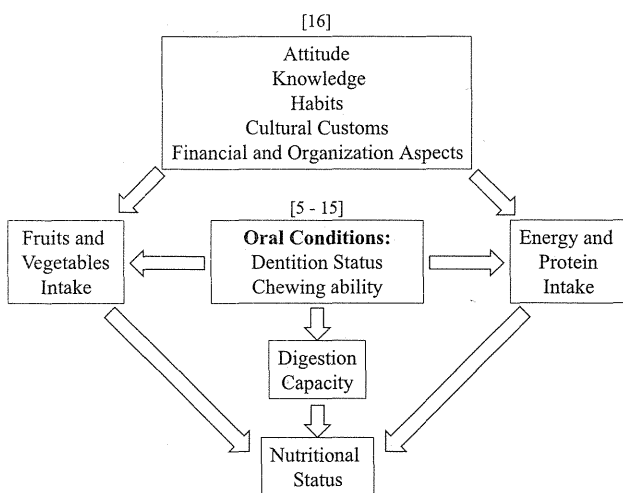 [16]
Attitude
Knowledge
Habits
Cultural Customs
Financial and Organization Aspects
[5 - 15]
Fruits and
Vegetables
Intake
Oral Conditions:
Dentition Status
Chewing ability
Energy and
Protein
Intake
Digestion
Capacity
Nutritional
Status